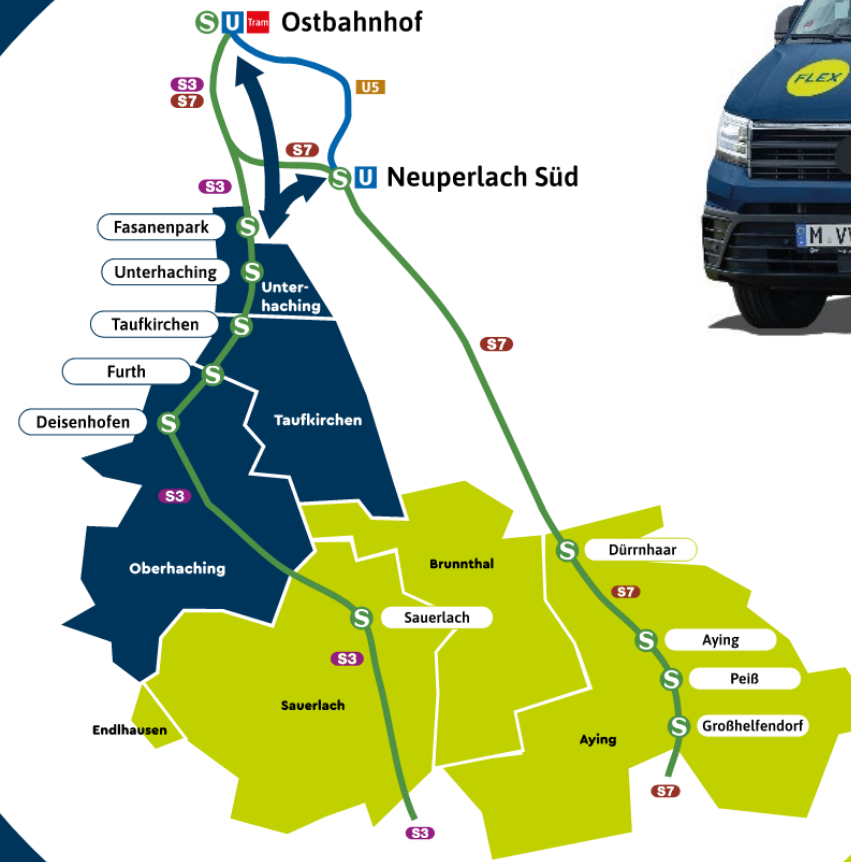 S U Tram Ostbahnhof
FLEX
S3
S7
U5
S7
S U Neuperlach Süd
S3
M
Fasanenpark S
Unterhaching S
Unter-
haching
Taufkirchen S
S7
Furth S
Deisenhofen S
Taufkirchen
S3
Oberhaching
Brunnthal
S Dürrnhaar
S7
S Sauerlach
S Aying
S3
S Peiß
Sauerlach
Endlhausen
S Großhelfendorf
Aying
S7
S3